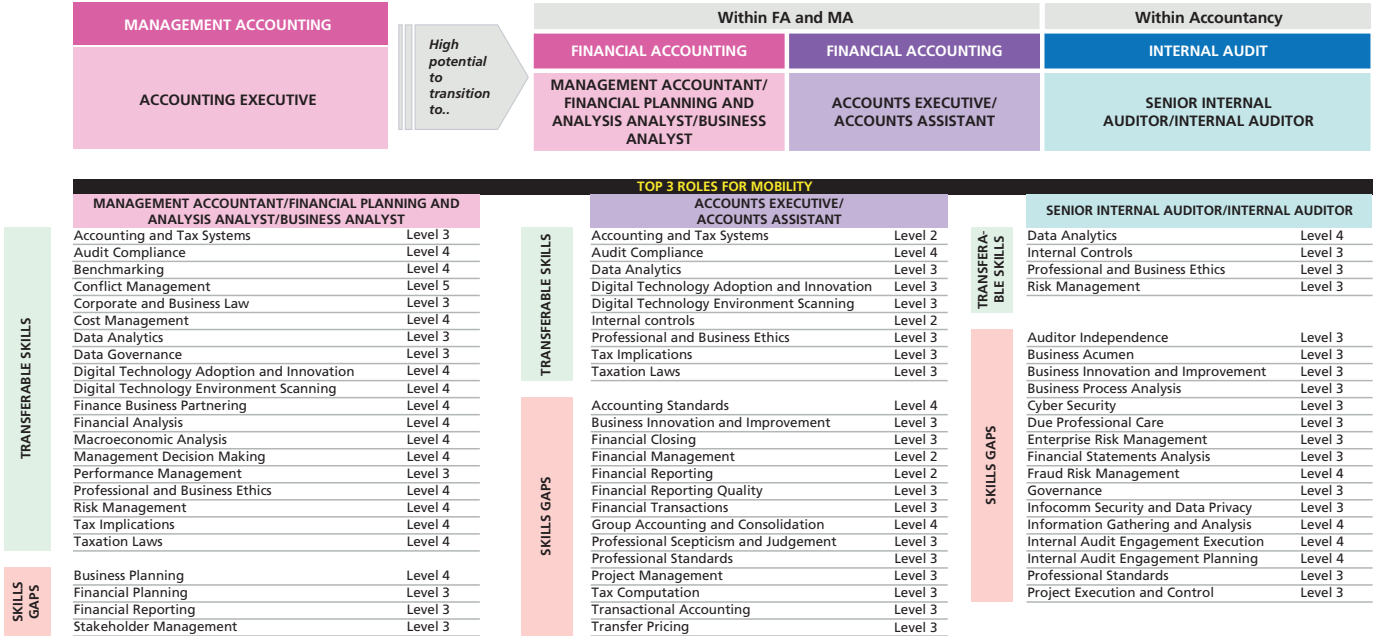 MANAGEMENT ACCOUNTING
ACCOUNTING EXECUTIVE
High
potential
to
transition
to..
Within FA and MA
Within Accountancy
FINANCIAL ACCOUNTING
FINANCIAL ACCOUNTING
INTERNAL AUDIT
MANAGEMENT ACCOUNTANT/
FINANCIAL PLANNING AND
ANALYSIS ANALYST/BUSINESS
ANALYST
ACCOUNTS EXECUTIVE/
ACCOUNTS ASSISTANT
SENIOR INTERNAL
AUDITOR/INTERNAL AUDITOR
TOP 3 ROLES FOR MOBILITY
MANAGEMENT ACCOUNTANT/FINANCIAL PLANNING AND
ANALYSIS ANALYST/BUSINESS ANALYST
TRANSFERABLE SKILLS
Accounting and Tax Systems Level 3
Audit Compliance Level 4
Benchmarking Level 4
Conflict Management Level 5
Corporate and Business Law Level 3
Cost Management Level 4
Data Analytics Level 3
Data Governance Level 3
Digital Technology Adoption and Innovation Level 4
Digital Technology Environment Scanning Level 4
Finance Business Partnering Level 4
Financial Analysis Level 4
Macroeconomic Analysis Level 4
Management Decision Making Level 4
Performance Management Level 3
Professional and Business Ethics Level 4
Risk Management Level 4
Tax Implications Level 4
Taxation Laws Level 4
SKILLS
GAPS
Business Planning Level 4
Financial Planning Level 3
Financial Reporting Level 3
Stakeholder Management Level 3
ACCOUNTS EXECUTIVE/
ACCOUNTS ASSISTANT
TRANSFERABLE SKILLS
Accounting and Tax Systems Level 2
Audit Compliance Level 4
Data Analytics Level 3
Digital Technology Adoption and Innovation Level 3
Digital Technology Environment Scanning Level 3
Internal controls Level 2
Professional and Business Ethics Level 3
Tax Implications Level 3
Taxation Laws Level 3
SKILLS GAPS
Accounting Standards Level 4
Business Innovation and Improvement Level 3
Financial Closing Level 3
Financial Management Level 2
Financial Reporting Level 2
Financial Reporting Quality Level 3
Financial Transactions Level 3
Group Accounting and Consolidation Level 4
Professional Scepticism and Judgement Level 3
Professional Standards Level 3
Project Management Level 3
Tax Computation Level 3
Transactional Accounting Level 3
Transfer Pricing Level 3
SENIOR INTERNAL AUDITOR/INTERNAL AUDITOR
TRANSFERA-
BLE SKILLS
Data Analytics Level 4
Internal Controls Level 3
Professional and Business Ethics Level 3
Risk Management Level 3
SKILLS GAPS
Auditor Independence Level 3
Business Acumen Level 3
Business Innovation and Improvement Level 3
Business Process Analysis Level 3
Cyber Security Level 3
Due Professional Care Level 3
Enterprise Risk Management Level 3
Financial Statements Analysis Level 3
Fraud Risk Management Level 4
Governance Level 3
Infocomm Security and Data Privacy Level 3
Information Gathering and Analysis Level 4
Internal Audit Engagement Execution Level 4
Internal Audit Engagement Planning Level 4
Professional Standards Level 3
Project Execution and Control Level 3